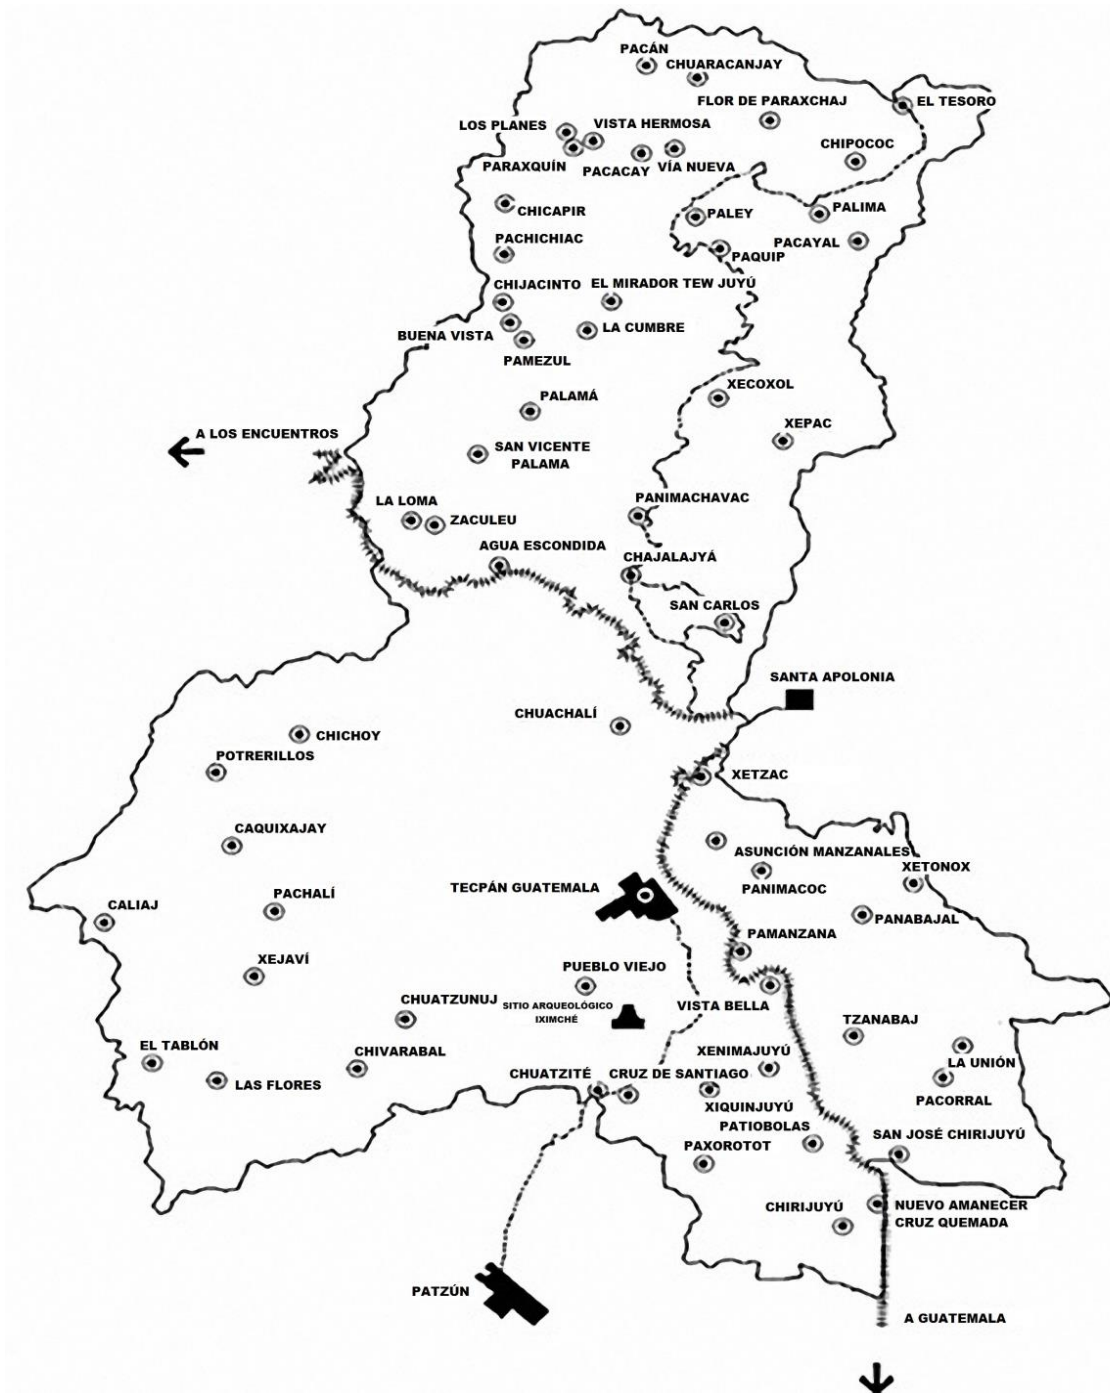 PACÁN
CHUARACANJAY
FLOR DE PARAXCHAJ
EL TESORO
LOS PLANES
VISTA HERMOSA
CHIPOCOC
PARAXQUÍN
PACACAY
VÍA NUEVA
CHICAPIR
PALEY
PALIMA
PACHICHIAC
PAQUIP
PACAYAL
CHIJACINTO
EL MIRADOR TEW JUYÚ
BUENA VISTA
LA CUMBRE
PAMEZUL
XECOXOL
PALAMÁ
A LOS ENCUENTROS
XEPAC
SAN VICENTE
PALAMA
LA LOMA
PANIMACHAVAC
ZACULEU
AGUA ESCONDIDA
CHAJALAJYÁ
SAN CARLOS
SANTA APOLONIA
CHUACHALÍ
CHICHOY
POTRERILLOS
XETZAC
CAQUIXAJAY
ASUNCIÓN MANZANALES
XETONOX
PANIMACOC
TECPÁN GUATEMALA
PACHALÍ
CALIAJ
PANABAJAL
PAMANZANA
XEJAVÍ
PUEBLO VIEJO
CHUATZUNUJ
SITIO ARQUEOLÓGICO
IXIMCHÉ
VISTA BELLA
TZANABAJ
EL TABLÓN
CHIVARABAL
XENIMAJUYÚ
LA UNIÓN
LAS FLORES
CHUATZITÉ
CRUZ DE SANTIAGO
XIQUINJUYÚ
PACORRAL
PATIOBOLAS
PAXOROTOT
SAN JOSÉ CHIRIJUYÚ
CHIRIJUYÚ
NUEVO AMANECER
CRUZ QUEMADA
PATZÚN
A GUATEMALA